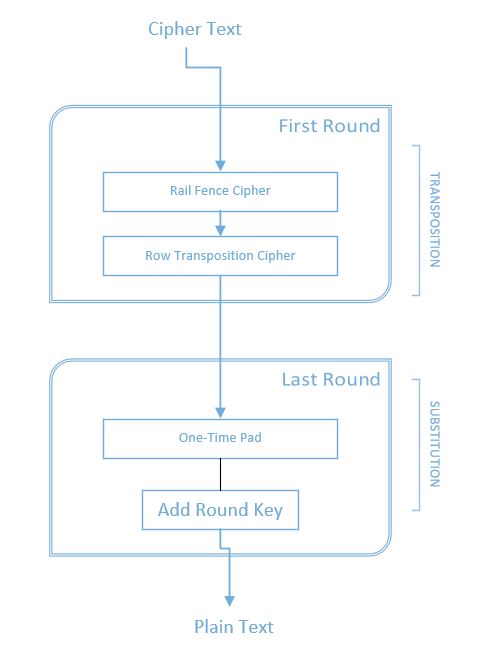 Cipher Text
First Round
Rail Fence Cipher
Row Transposition Cipher
TRANSPOSITION
Last Round
One-Time Pad
Add Round Key
SUBSTITUTION
Plain Text